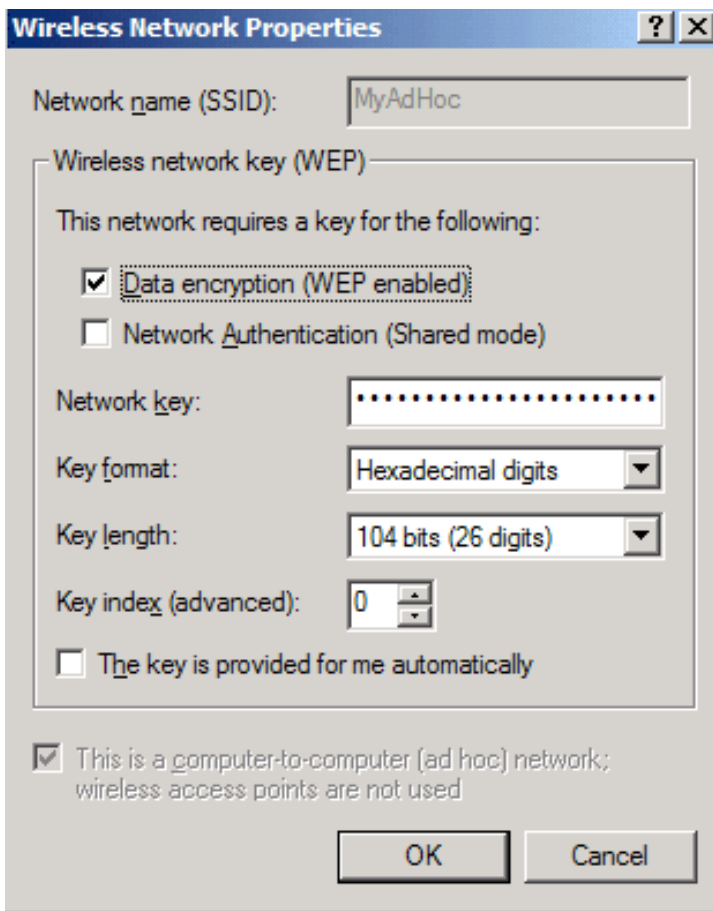 Wireless Network Properties
Network name (SSID): MyAdHoc
Wireless network key (WEP)
This network requires a key for the following:
Data encryption (WEP enabled)
Network Authentication (Shared mode)
Network key: ••••••••••••••••••••••
Key format: Hexadecimal digits
Key length: 104 bits (26 digits)
Key index (advanced): 0
The key is provided for me automatically
This is a computer-to-computer (ad hoc) network;
wireless access points are not used
OK Cancel